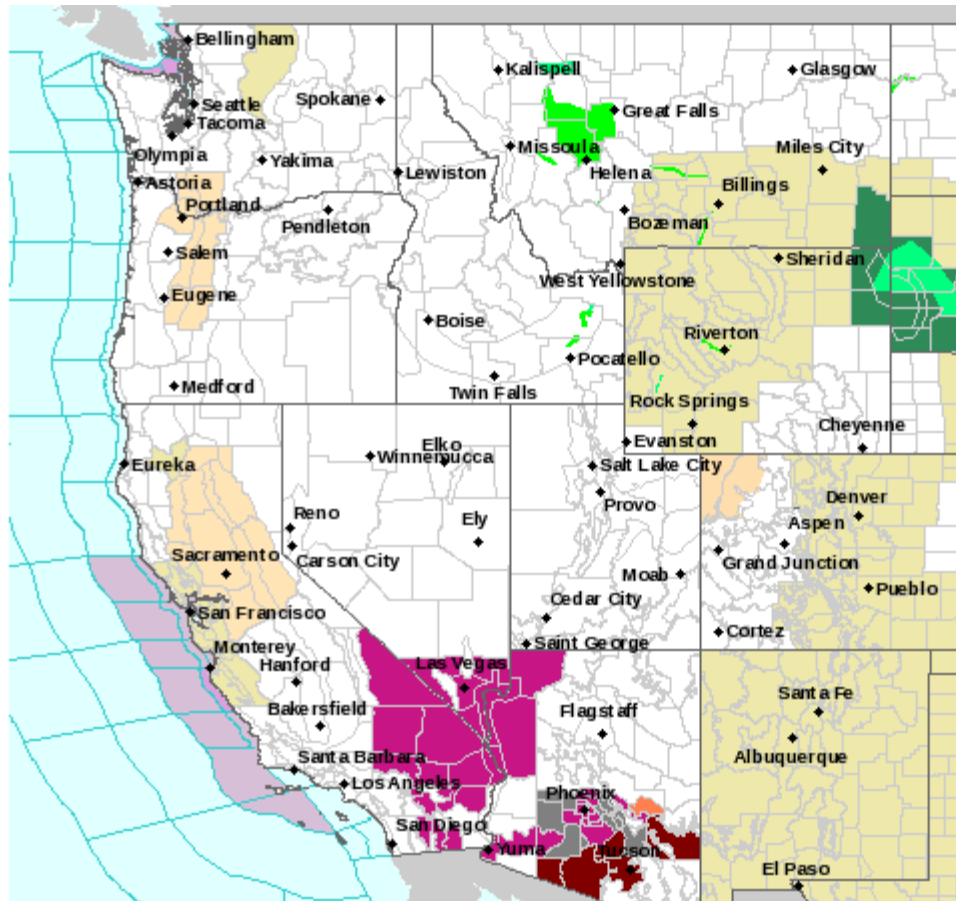 Bellingham
Kalispell
Glasgow
Spokane
Seattle
Great Falls
Tacoma
Olympia
Missoula
Yakima
Helena
Miles City
Lewiston
Astoria
Billings
Portland
Pendleton
Bozeman
Salem
Sheridan
West Yellowstone
Eugene
Boise
Riverton
Pocatello
Medford
Twin Falls
Rock Springs
Cheyenne
Elko
Evanston
Winnemucca
Eureka
Salt Lake City
Provo
Denver
Reno
Ely
Aspen
Sacramento
Carson City
Grand Junction
Moab
Pueblo
Cedar City
San Francisco
Cortez
Saint George
Monterey
Hanford
Las Vegas
Santa Fe
Bakersfield
Flagstaff
Albuquerque
Santa Barbara
Los Angeles
Phoenix
San Diego
Yuma
Tucson
El Paso